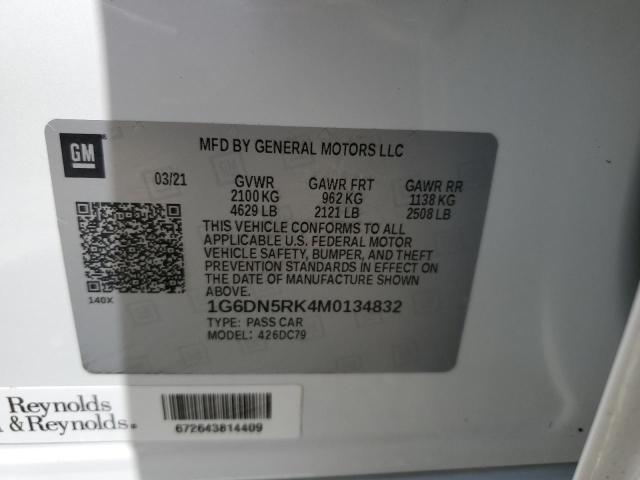 GM
MFD BY GENERAL MOTORS LLC
03/21 GVWR GAWR FRT GAWR RR
2100 KG 962 KG 1138 KG
4629 LB 2121 LB 2508 LB
THIS VEHICLE CONFORMS TO ALL
APPLICABLE U.S. FEDERAL MOTOR
VEHICLE SAFETY, BUMPER, AND THEFT
PREVENTION STANDARDS IN EFFECT ON
THE DATE OF MANUFACTURE SHOWN
ABOVE.
140X
1G6DN5RK4M0134832
TYPE: PASS CAR
MODEL: 426DC79
Reynolds
& Reynolds®
672643814409